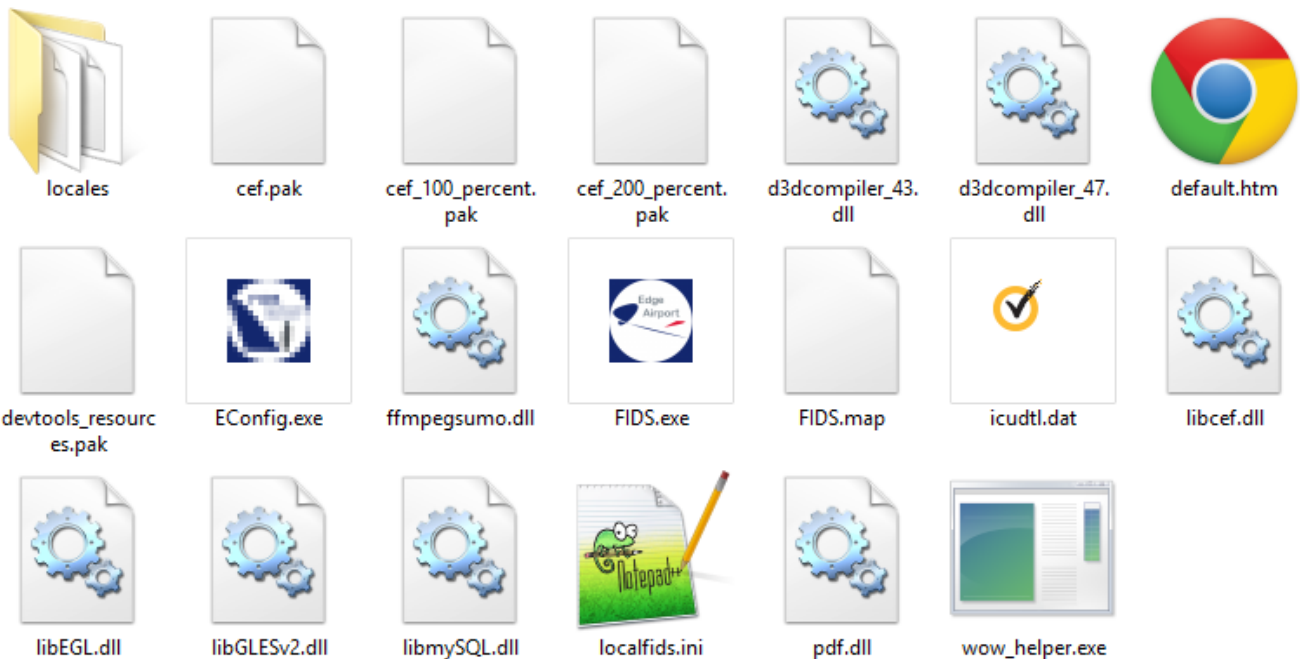 locales
cef.pak
cef_100_percent.
pak
cef_200_percent.
pak
d3dcompiler_43.
dll
d3dcompiler_47.
dll
default.htm
devtools_resourc
es.pak
EConfig.exe
ffmpegsumo.dll
Edge
Airport
FIDS.exe
FIDS.map
icudtl.dat
libcef.dll
libEGL.dll
libGLESv2.dll
libmySQL.dll
Notepad++
localfids.ini
pdf.dll
wow_helper.exe